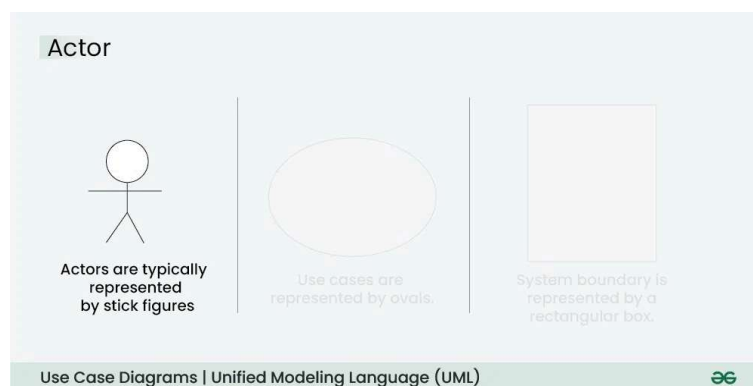 Actor
Actors are typically
represented
by stick figures
Use cases are
represented by ovals.
System boundary is
represented by a
rectangular box.
Use Case Diagrams | Unified Modeling Language (UML)